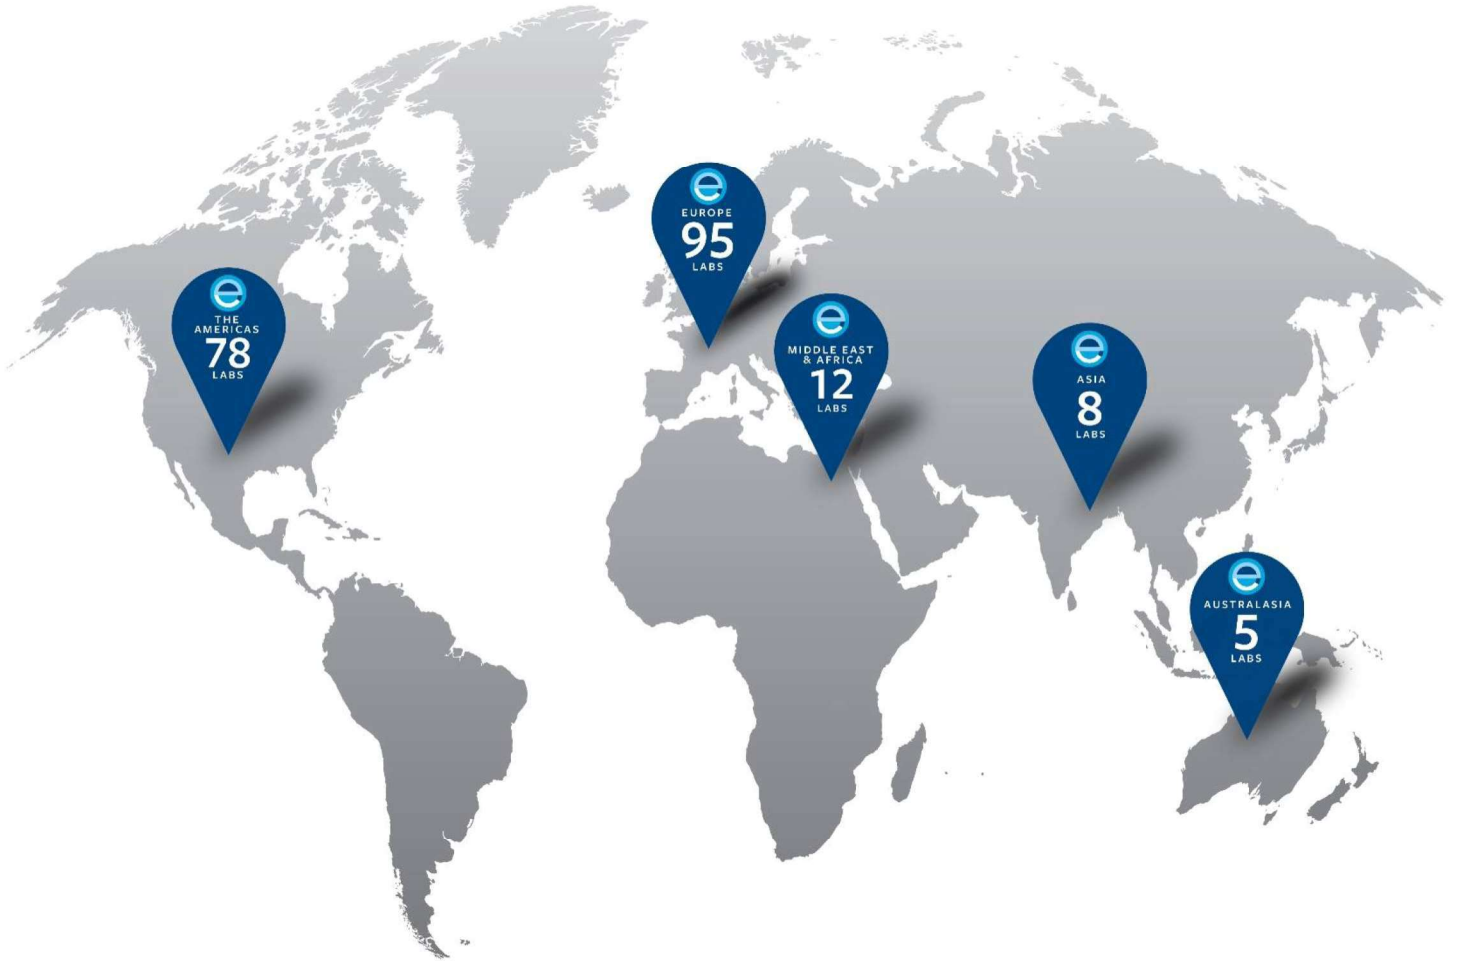 EUROPE
95
LABS
THE
AMERICAS
78
LABS
MIDDLE EAST
& AFRICA
12
LABS
ASIA
8
LABS
AUSTRALASIA
5
LABS